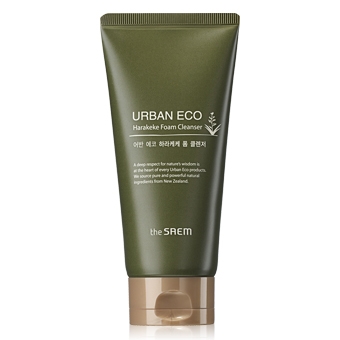 URBAN ECO
Harakeke Foam Cleanser
어반 에코 하라케케 폼 클렌저
A deep respect for nature's wisdom is
at the heart of every Urban Eco products.
We source pure and powerful natural
ingredients from New Zealand.
the SAEM